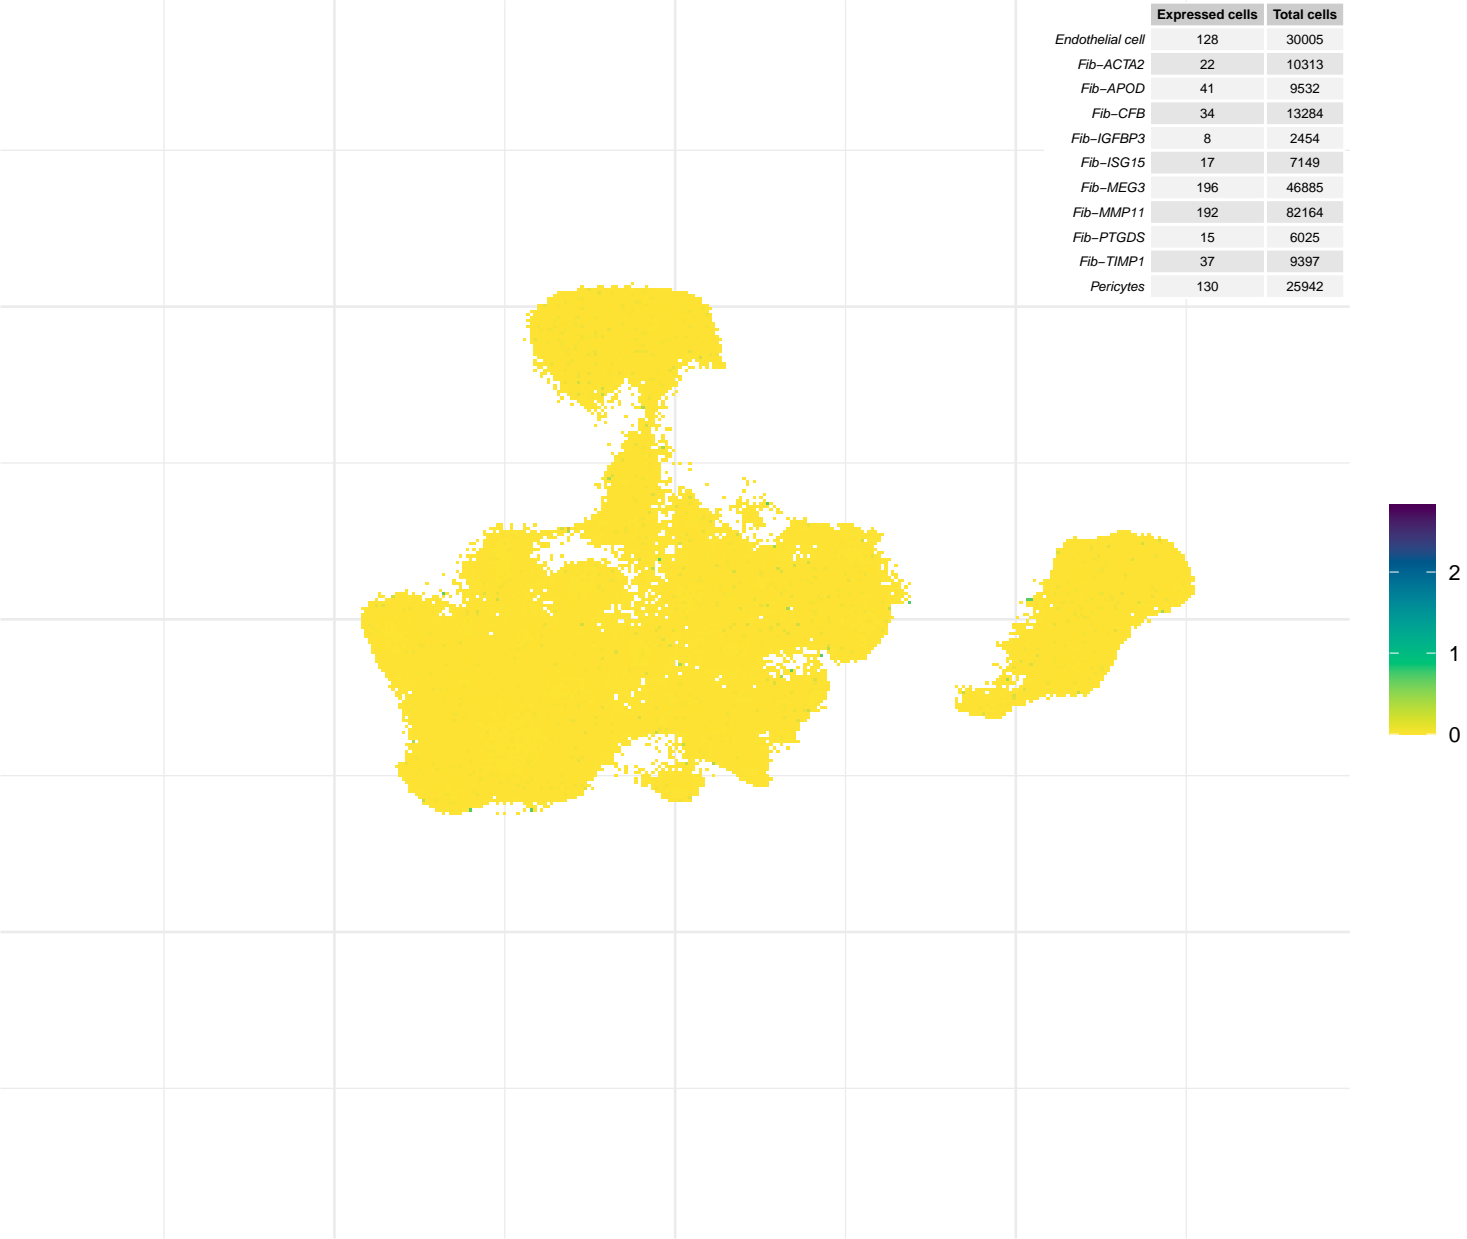 Expressed cells Total cells
Endothelial cell 128 30005
Fib−ACTA2 22 10313
Fib−APOD 41 9532
Fib−CFB 34 13284
Fib−IGFBP3 8 2454
Fib−ISG15 17 7149
Fib−MEG3 196 46885
Fib−MMP11 192 82164
Fib−PTGDS 15 6025
Fib−TIMP1 37 9397
Pericytes 130 25942
2
1
0